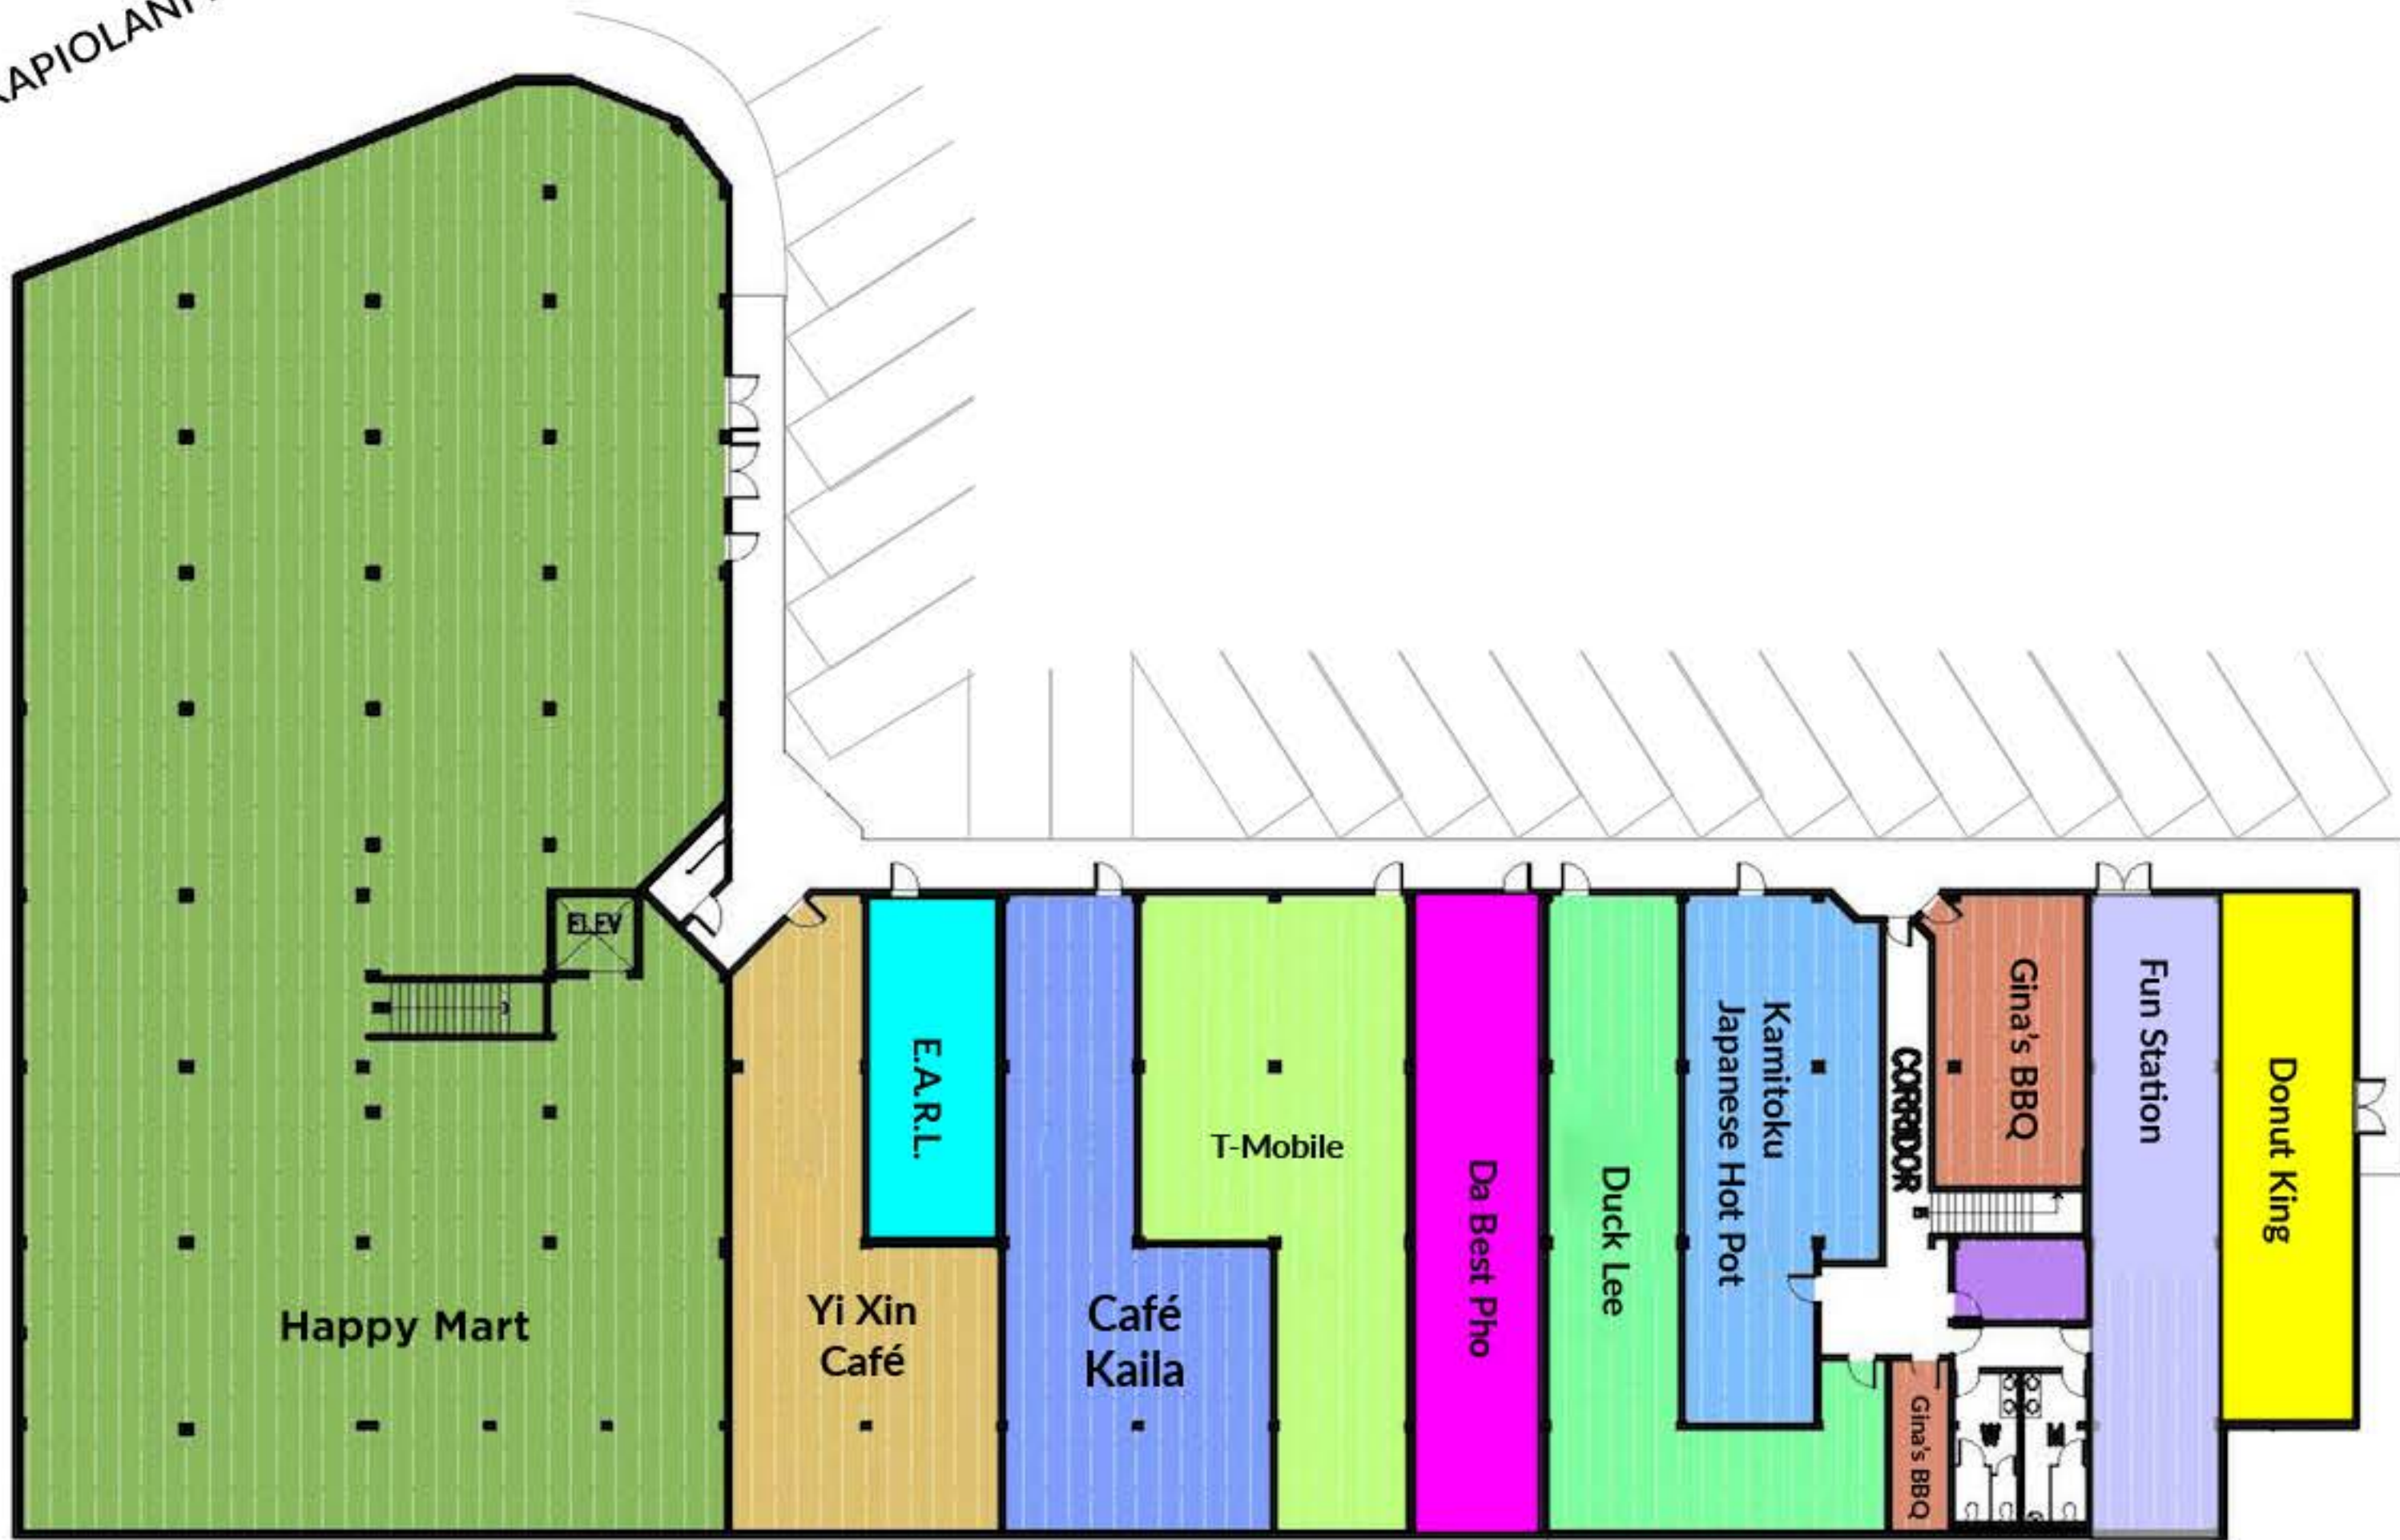 KAPIOLANI
ELEV
Happy Mart
Yi Xin
Café
E.A.R.L.
Café
Kaila
T-Mobile
Da Best Pho
Duck Lee
Kamitoku
Japanese Hot Pot
CORRIDOR
Gina's BBQ
Gina's BBQ
W
M
Fun Station
Donut King